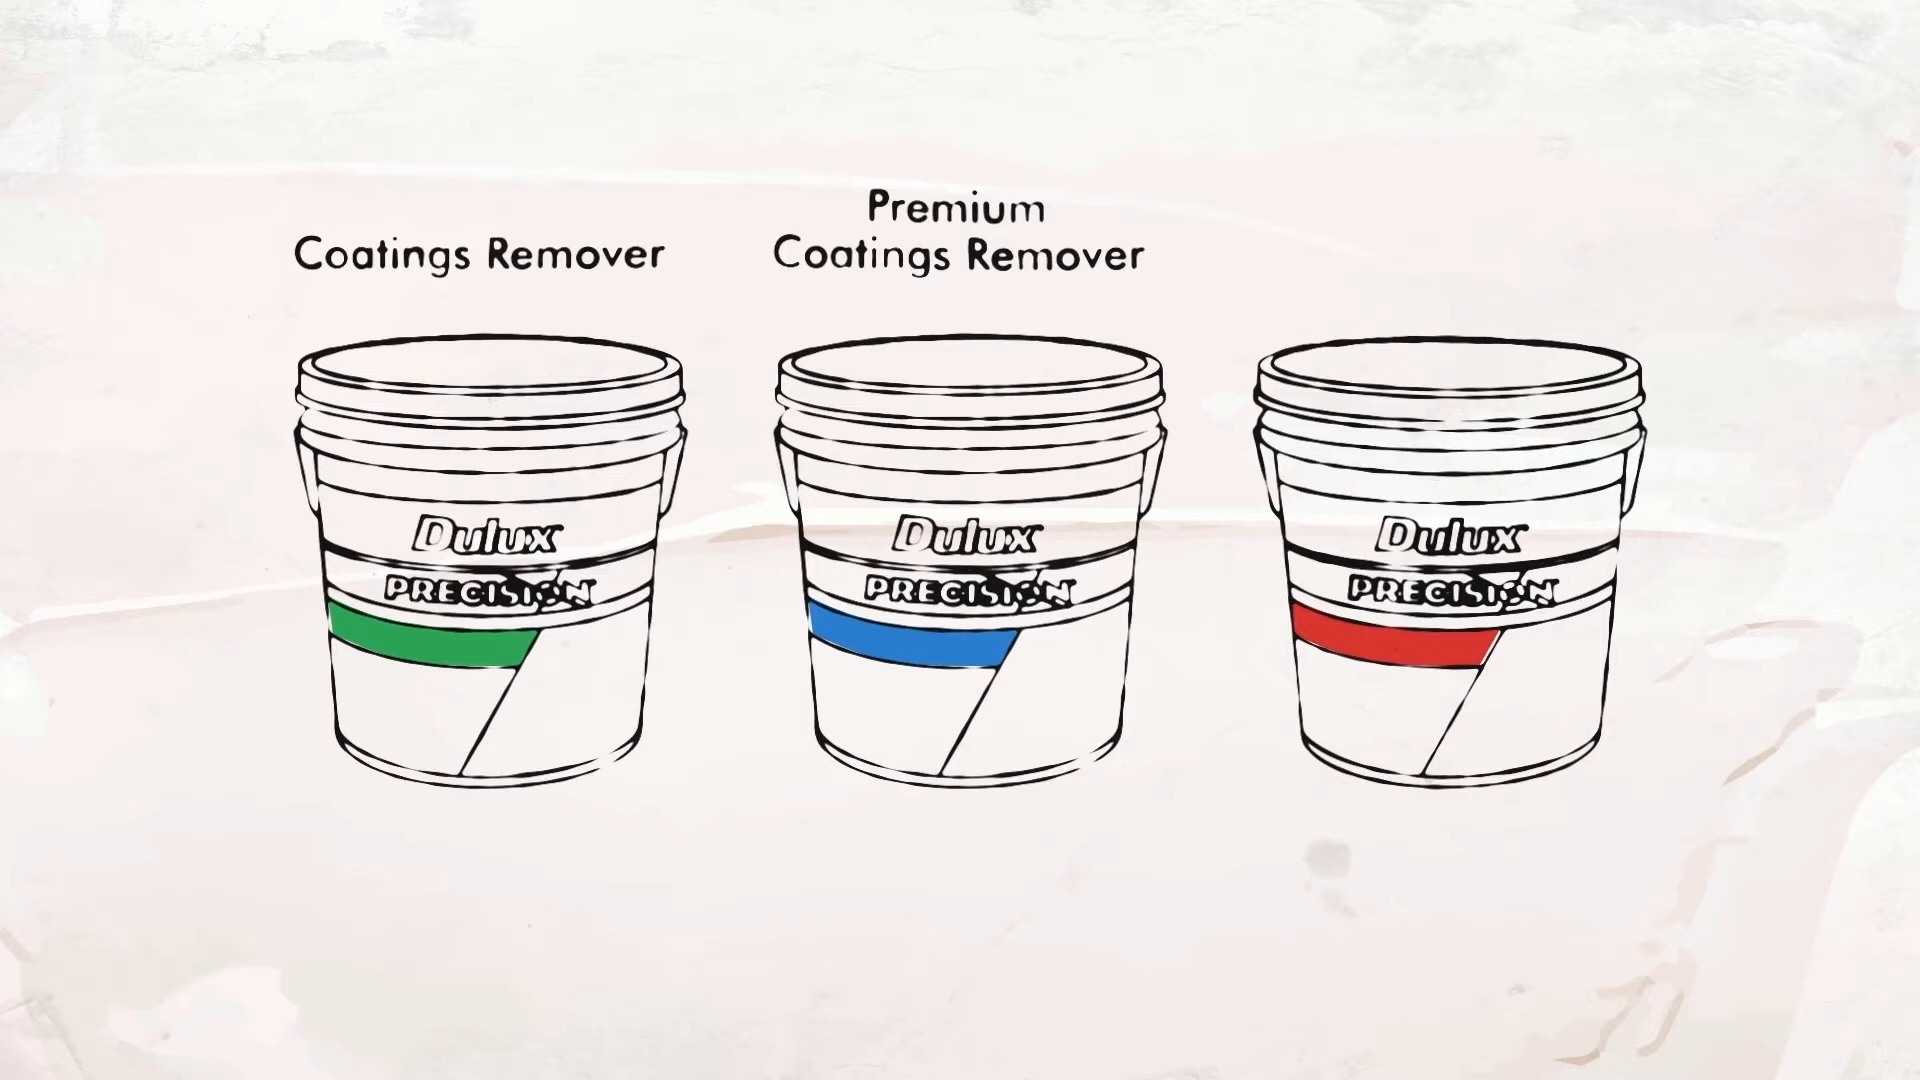 Coatings Remover
Premium
Coatings Remover
Dulux
PRECISION
Dulux
PRECISION
Dulux
PRECISION